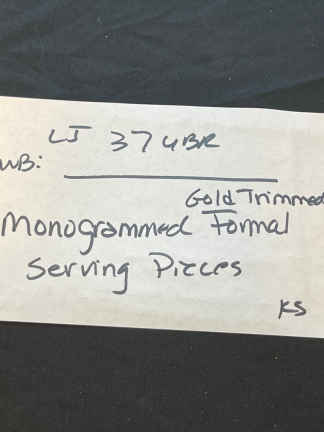 LJ 374BR
WB:
Gold Trimmed
Monogrammed Formal
Serving Pieces
KS